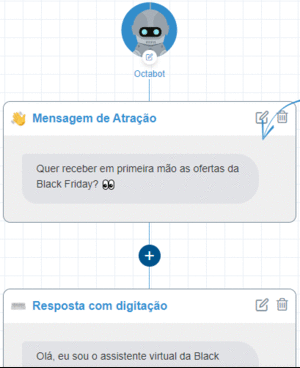 Octabot
👋 Mensagem de Atração
Quer receber em primeira mão as ofertas da
Black Friday? 👀
Resposta com digitação
Olá, eu sou o assistente virtual da Black